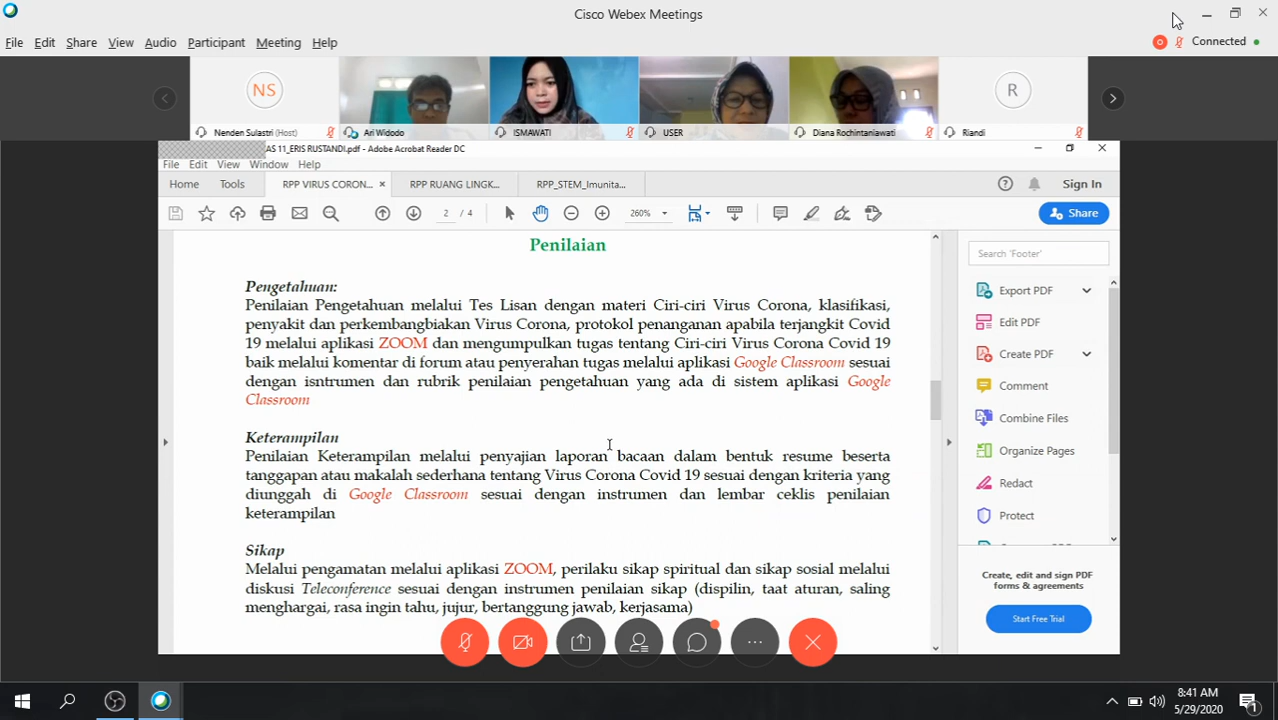 Cisco Webex Meetings
File Edit Share View Audio Participant Meeting Help
Connected
NS
R
Nenden Sulastri (Host)
Ari Widodo
ISMAWATI
USER
Diana Rochintaniawati
Riandi
AS 11_ERIS RUSTANDI.pdf - Adobe Acrobat Reader DC
File Edit View Window Help
Home Tools RPP VIRUS CORON... RPP RUANG LINGK... RPP_STEM_Imunita... Sign In
2 / 4 260% Share
Penilaian
Pengetahuan:
Penilaian Pengetahuan melalui Tes Lisan dengan materi Ciri-ciri Virus Corona, klasifikasi,
penyakit dan perkembangbiakan Virus Corona, protokol penanganan apabila terjangkit Covid
19 melalui aplikasi ZOOM dan mengumpulkan tugas tentang Ciri-ciri Virus Corona Covid 19
baik melalui komentar di forum atau penyerahan tugas melalui aplikasi Google Classroom sesuai
dengan isntrumen dan rubrik penilaian pengetahuan yang ada di sistem aplikasi Google
Classroom
Keterampilan
Penilaian Keterampilan melalui penyajian laporan bacaan dalam bentuk resume beserta
tanggapan atau makalah sederhana tentang Virus Corona Covid 19 sesuai dengan kriteria yang
diunggah di Google Classroom sesuai dengan instrumen dan lembar ceklis penilaian
keterampilan
Sikap
Melalui pengamatan melalui aplikasi ZOOM, perilaku sikap spiritual dan sikap sosial melalui
diskusi Teleconference sesuai dengan instrumen penilaian sikap (dispilin, taat aturan, saling
menghargai, rasa ingin tahu, jujur, bertanggung jawab, kerjasama)
Search 'Footer'
Export PDF
Edit PDF
Create PDF
Comment
Combine Files
Organize Pages
Redact
Protect
Create, edit and sign PDF
forms & agreements
Start Free Trial
8:41 AM
5/29/2020
1